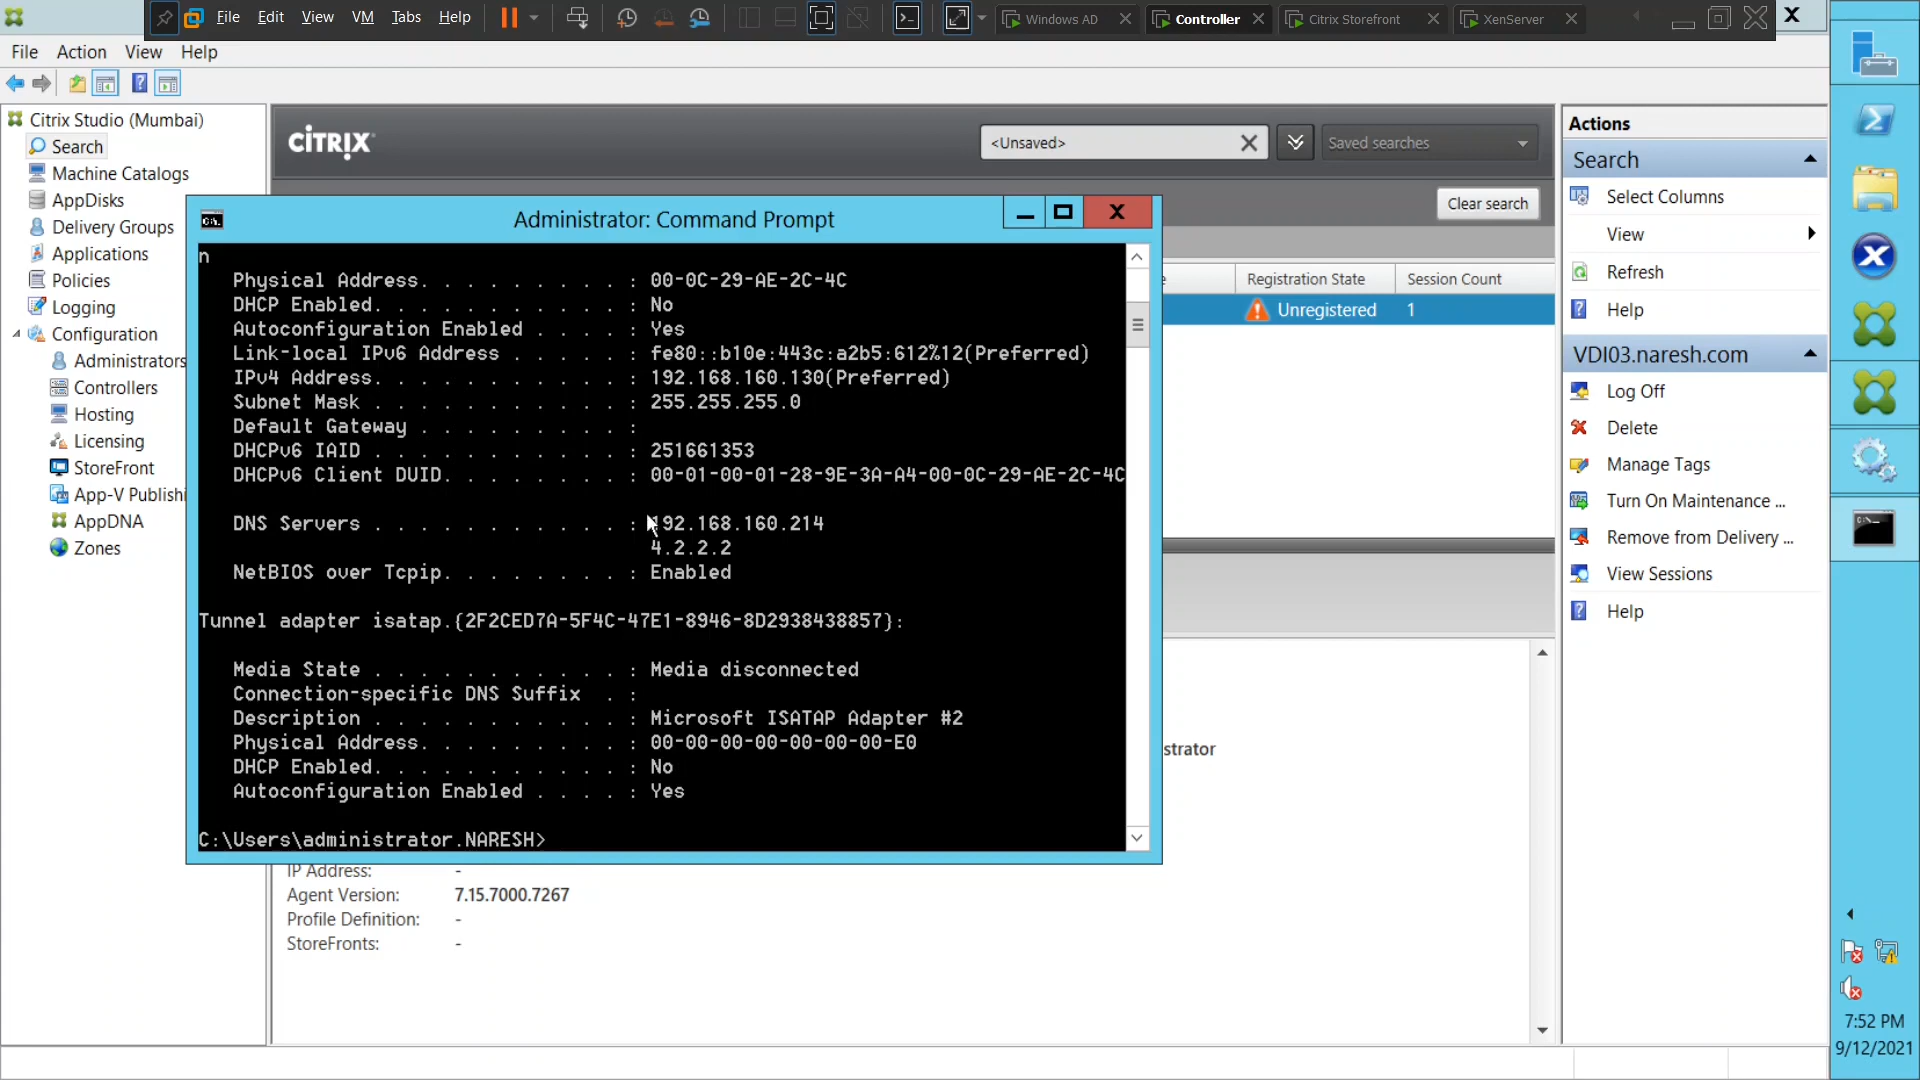 File Edit View VM Tabs Help
Windows AD
Controller
Citrix Storefront
XenServer
File Action View Help
Citrix Studio (Mumbai)
Search
Machine Catalogs
AppDisks
Delivery Groups
Applications
Policies
Logging
Configuration
Administrators
Controllers
Hosting
Licensing
StoreFront
App-V Publishi
AppDNA
Zones
CİTRIX
<Unsaved>
Saved searches
Clear search
e Registration State Session Count
Unregistered 1
Administrator: Command Prompt
n
Physical Address. . . . . . . . . : 00-0C-29-AE-2C-4C
DHCP Enabled. . . . . . . . . . . : No
Autoconfiguration Enabled . . . . : Yes
Link-local IPv6 Address . . . . . : fe80::b10e:443c:a2b5:612%12(Preferred)
IPv4 Address. . . . . . . . . . . : 192.168.160.130(Preferred)
Subnet Mask . . . . . . . . . . . : 255.255.255.0
Default Gateway . . . . . . . . . :
DHCPv6 IAID . . . . . . . . . . . : 251661353
DHCPv6 Client DUID. . . . . . . . : 00-01-00-01-28-9E-3A-A4-00-0C-29-AE-2C-4C
DNS Servers . . . . . . . . . . . : 192.168.160.214
4.2.2.2
NetBIOS over Tcpip. . . . . . . . : Enabled
Tunnel adapter isatap.{2F2CED7A-5F4C-47E1-8946-8D2938438857}:
Media State . . . . . . . . . . . : Media disconnected
Connection-specific DNS Suffix  . :
Description . . . . . . . . . . . : Microsoft ISATAP Adapter #2
Physical Address. . . . . . . . . : 00-00-00-00-00-00-00-E0
DHCP Enabled. . . . . . . . . . . : No
Autoconfiguration Enabled . . . . : Yes
C:\Users\administrator.NARESH>
strator
IP Address: -
Agent Version: 7.15.7000.7267
Profile Definition: -
StoreFronts: -
Actions
Search
Select Columns
View
Refresh
Help
VDI03.naresh.com
Log Off
Delete
Manage Tags
Turn On Maintenance ...
Remove from Delivery ...
View Sessions
Help
7:52 PM
9/12/2021